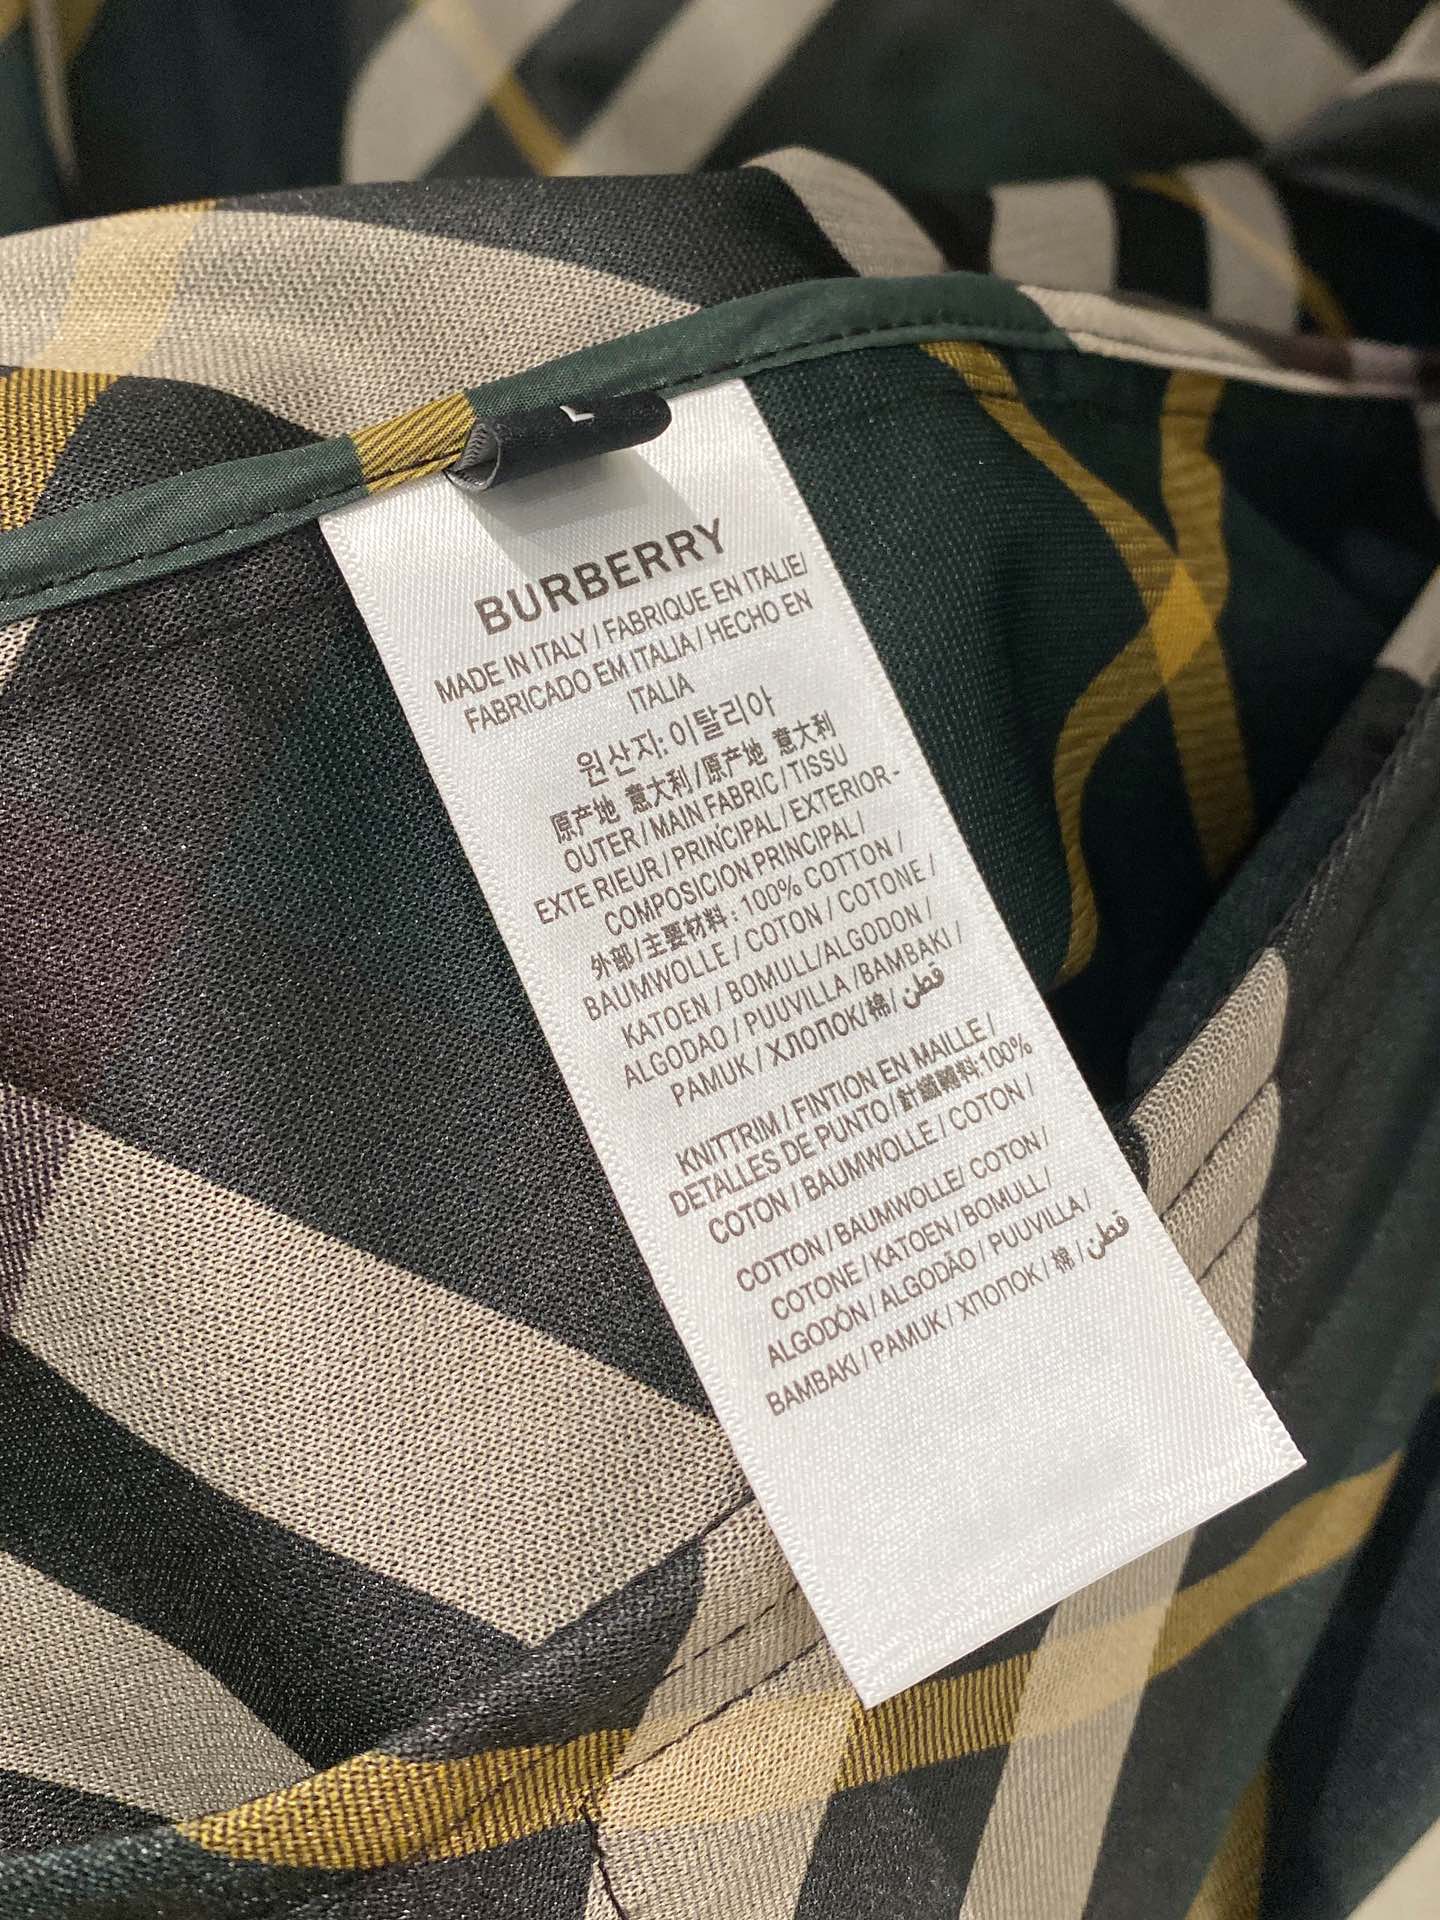 L
BURBERRY
MADE IN ITALY / FABRIQUE EN ITALIE/
FABRICADO EM ITALIA / HECHO EN
ITALIA
원산지: 이탈리아
原产地 意大利 / 原产地 意大利
OUTER / MAIN FABRIC / TISSU
EXTE RIEUR / PRINCIPAL / EXTERIOR -
COMPOSICION PRINCIPAL /
外部 / 主要材料 : 100% COTTON /
BAUMWOLLE / COTON / COTONE /
KATOEN / BOMULL/ALGODON /
ALGODAO / PUUVILLA /BAMBAKI /
PAMUK / ХЛОПОК/ 棉/ قطن
KNITTRIM / FINTION EN MAILLE /
DETALLES DE PUNTO / 針織輔料:100%
COTON / BAUMWOLLE / COTON /
COTTON / BAUMWOLLE/ COTON /
COTONE / KATOEN / BOMULL/
ALGODÓN / ALGODÃO / PUUVILLA /
BAMBAKI / PAMUK / ХПОПОК / 棉 / قطن